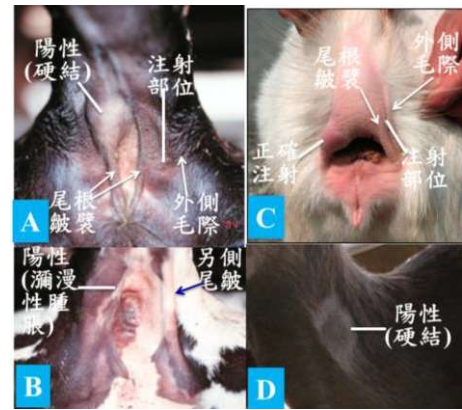 陽性
(硬結)
注射
部位
尾根
皺襞
外側
毛際
A
尾根
皺襞
外側
毛際
正確
注射
注射
部位
C
陽性
(瀰漫
性腫
脹)
另側
尾皺
B
陽性
(硬結)
D